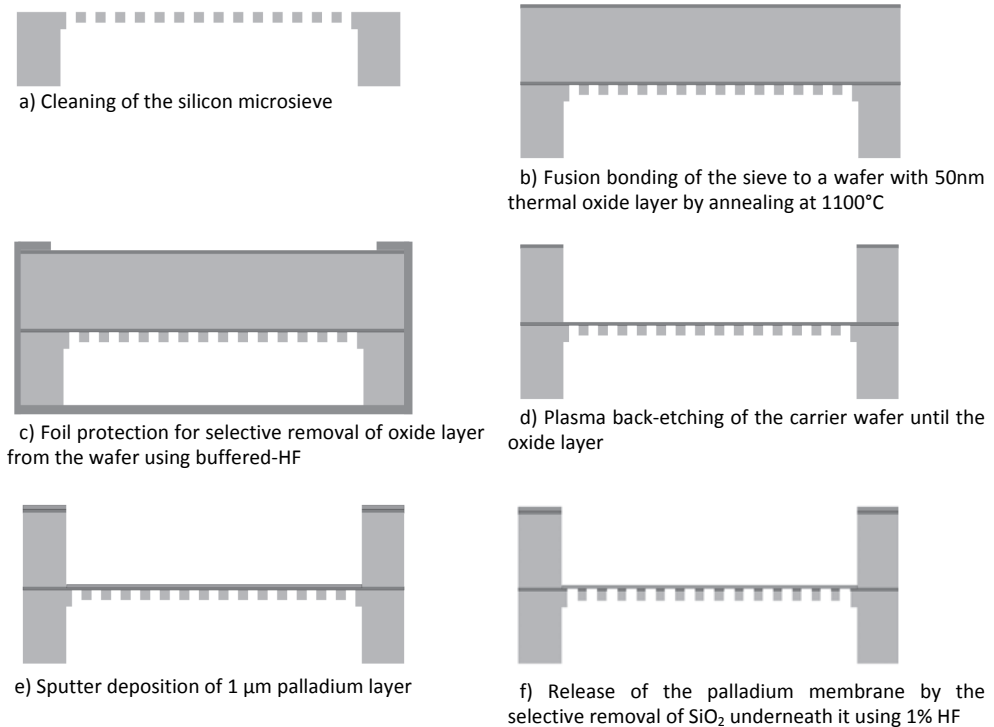 a) Cleaning of the silicon microsieve
b) Fusion bonding of the sieve to a wafer with 50nm
thermal oxide layer by annealing at 1100°C
c) Foil protection for selective removal of oxide layer
from the wafer using buffered-HF
d) Plasma back-etching of the carrier wafer until the
oxide layer
e) Sputter deposition of 1 µm palladium layer
f) Release of the palladium membrane by the
selective removal of SiO₂ underneath it using 1% HF